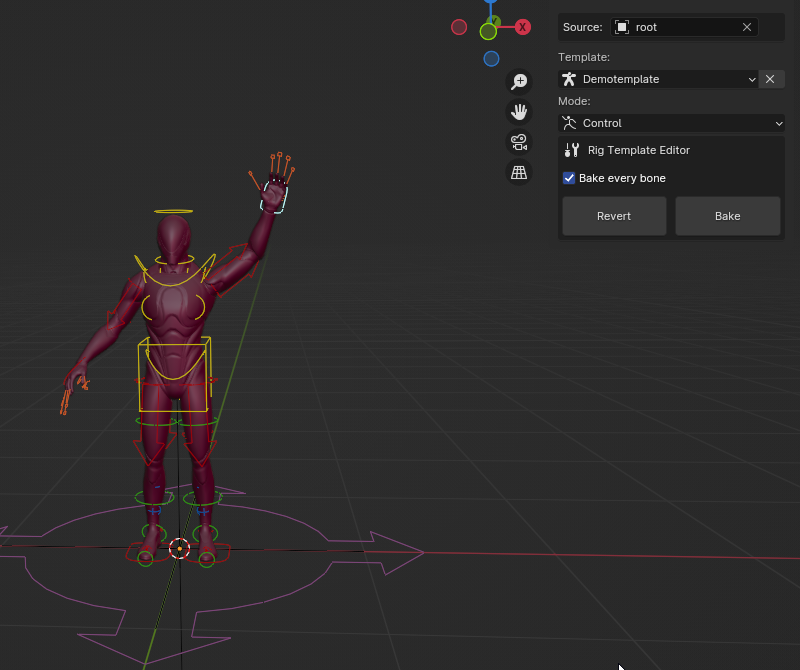 X
Source: root
Template:
Demotemplate
Mode:
Control
Rig Template Editor
Bake every bone
Revert Bake